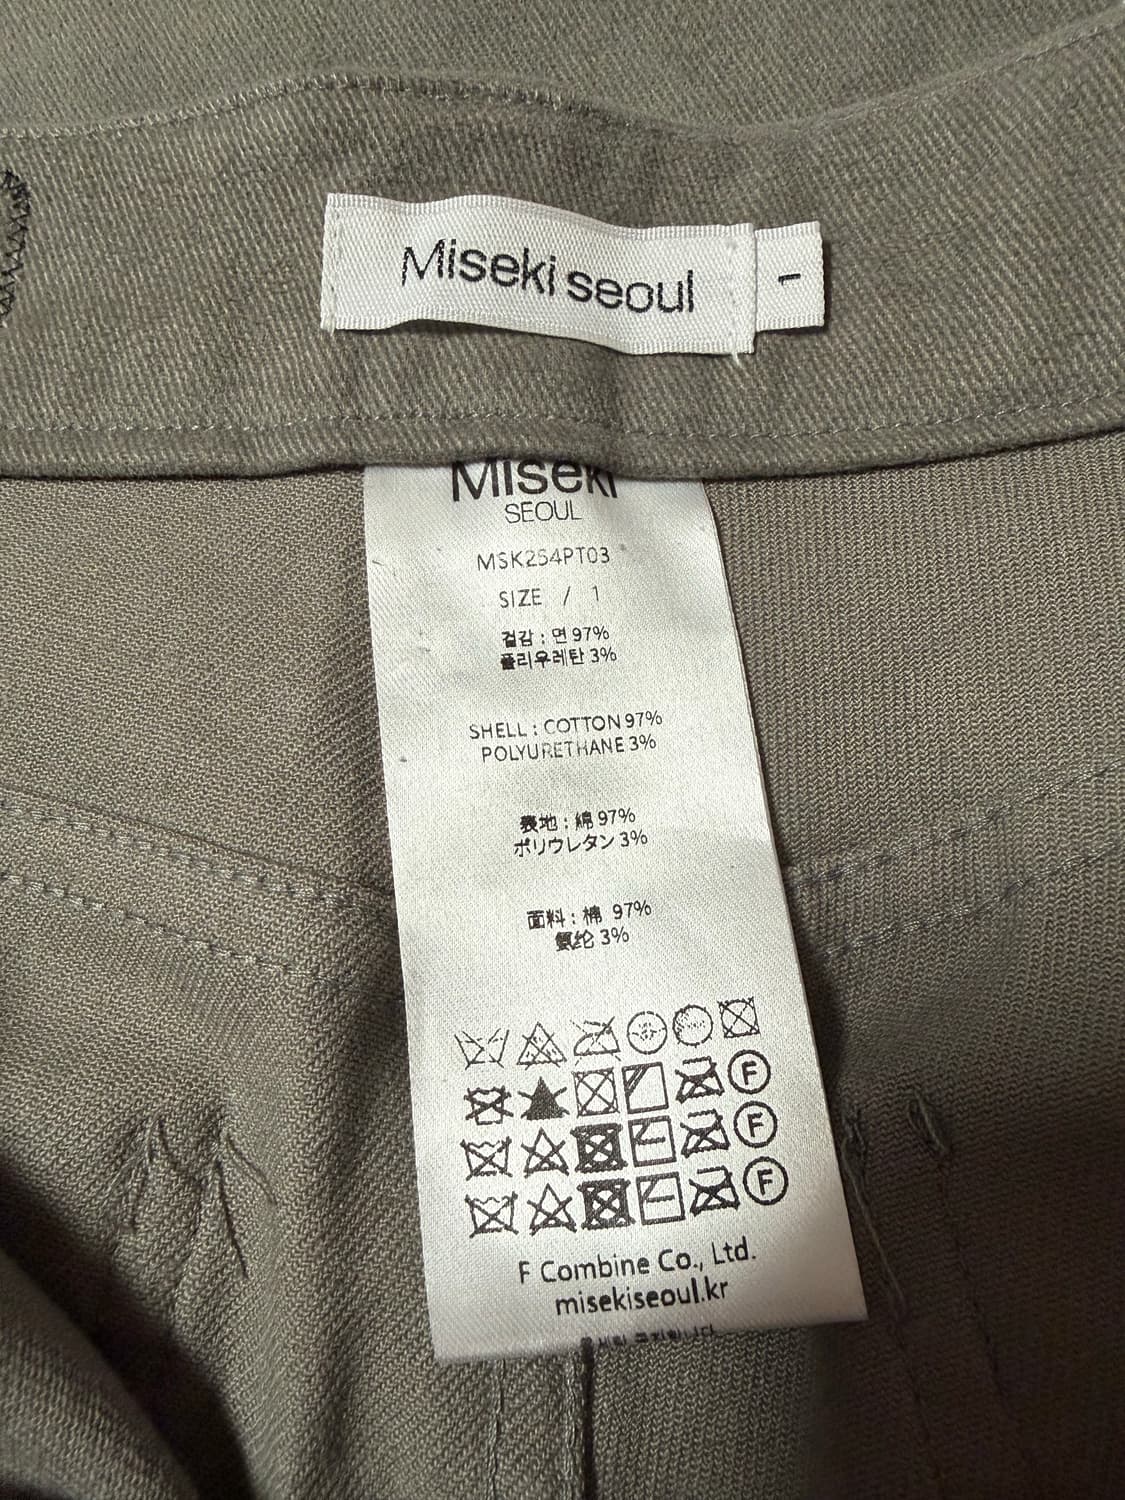 Miseki seoul
1
Miseki
SEOUL
MSK254PT03
SIZE / 1
겉감 : 면 97%
폴리우레탄 3%
SHELL : COTTON 97%
POLYURETHANE 3%
表地 : 綿 97%
ポリウレタン 3%
面料 : 棉 97%
氨纶 3%
F
F
F
F Combine Co., Ltd.
misekiseoul.kr